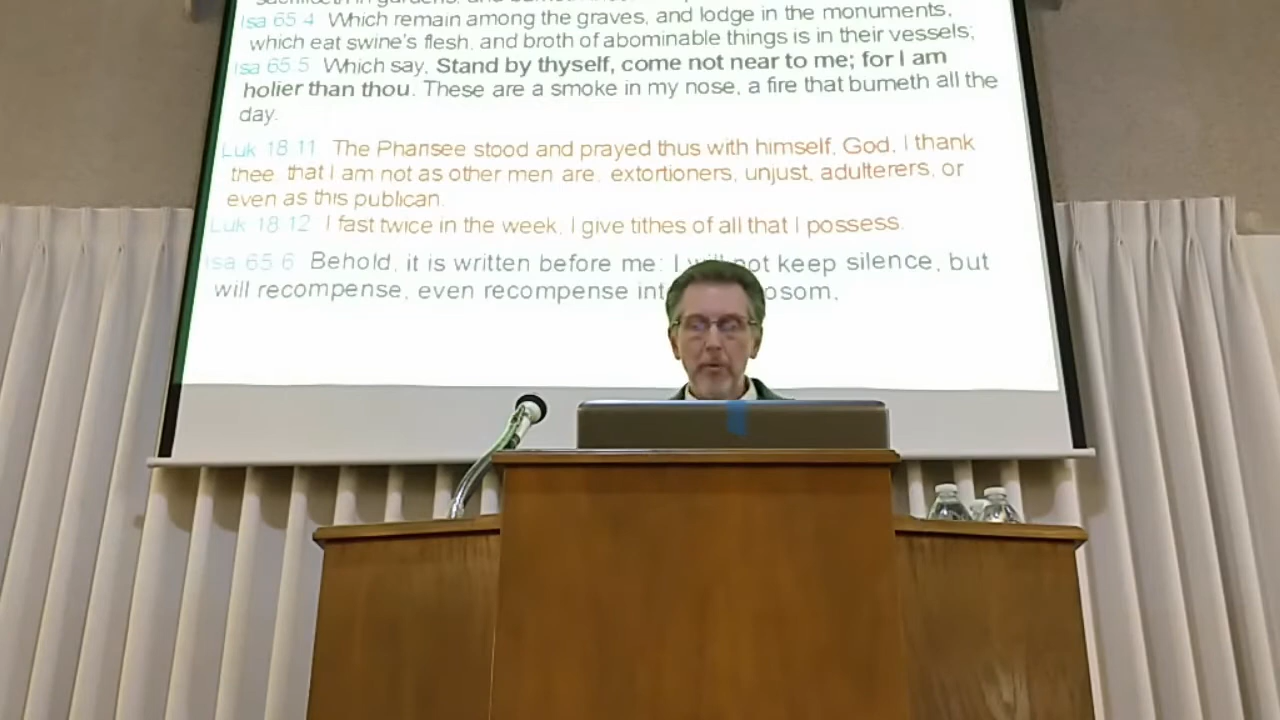 Isa 65:4 Which remain among the graves, and lodge in the monuments,
which eat swine's flesh, and broth of abominable things is in their vessels;
Isa 65:5 Which say, Stand by thyself, come not near to me; for I am
holier than thou. These are a smoke in my nose, a fire that burneth all the
day.
Luk 18:11 The Pharisee stood and prayed thus with himself, God, I thank
thee, that I am not as other men are, extortioners, unjust, adulterers, or
even as this publican.
Luk 18:12 I fast twice in the week, I give tithes of all that I possess.
Isa 65:6 Behold, it is written before me: I will not keep silence, but
will recompense, even recompense